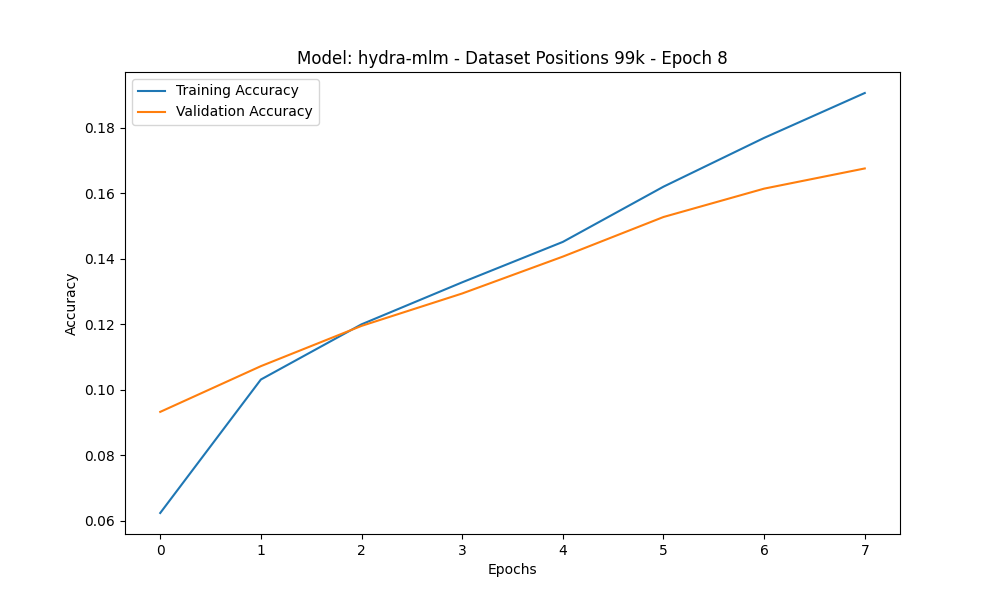 Model: hydra-mlm - Dataset Positions 99k - Epoch 8
Training Accuracy
Validation Accuracy
0.18
0.16
0.14
0.12
0.10
0.08
0.06
Accuracy
0 1 2 3 4 5 6 7
Epochs